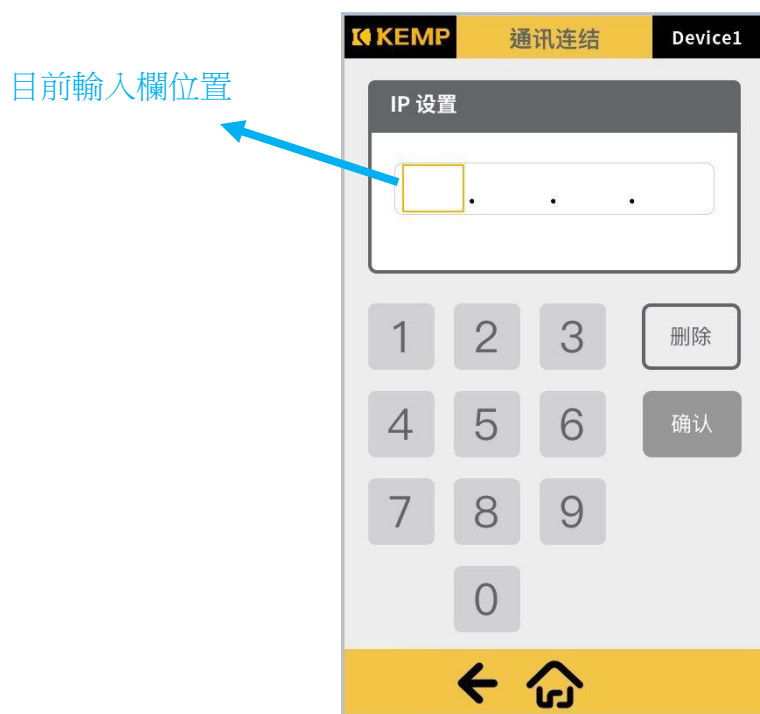 KEMP 通讯连结 Device1
目前輸入欄位置
IP 设置
. . .
1 2 3 删除
4 5 6 确认
7 8 9
0